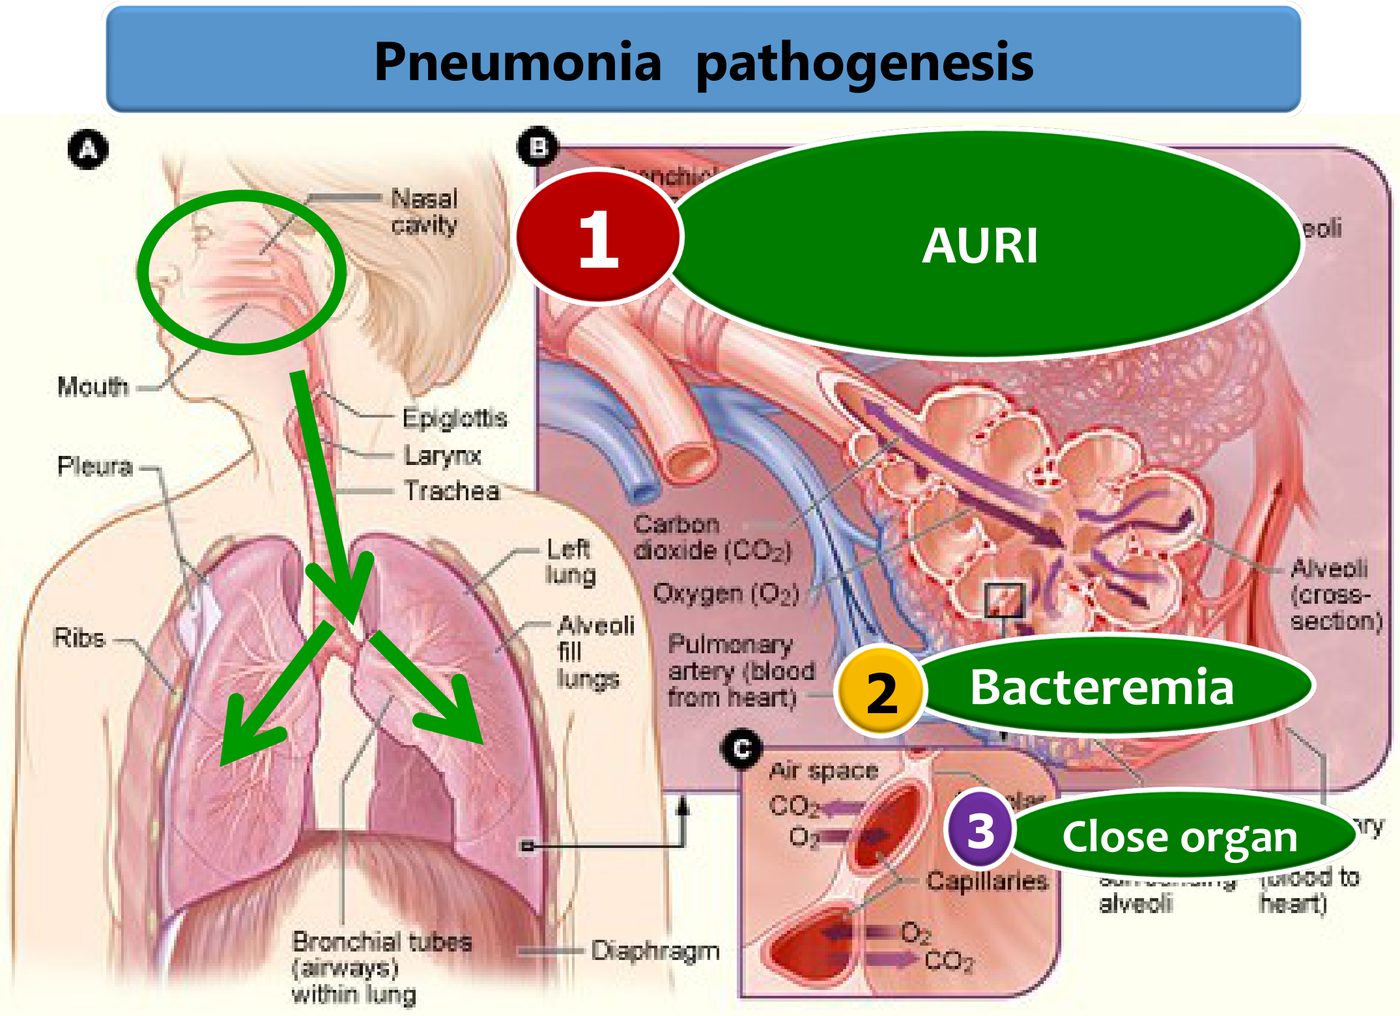 Pneumonia pathogenesis
A
Nasal
cavity
Mouth
Epiglottis
Larynx
Trachea
Pleura
Left
lung
Ribs
Alveoli
fill
lungs
Bronchial tubes
(airways)
within lung
Diaphragm
B
1
AURI
Carbon
dioxide (CO2)
Oxygen (O2)
Pulmonary
artery (blood
from heart)
Alveoli
(cross-
section)
2
Bacteremia
C
Air space
CO2
O2
3
Close organ
Capillaries
surrounding
alveoli
(blood to
heart)
O2
CO2